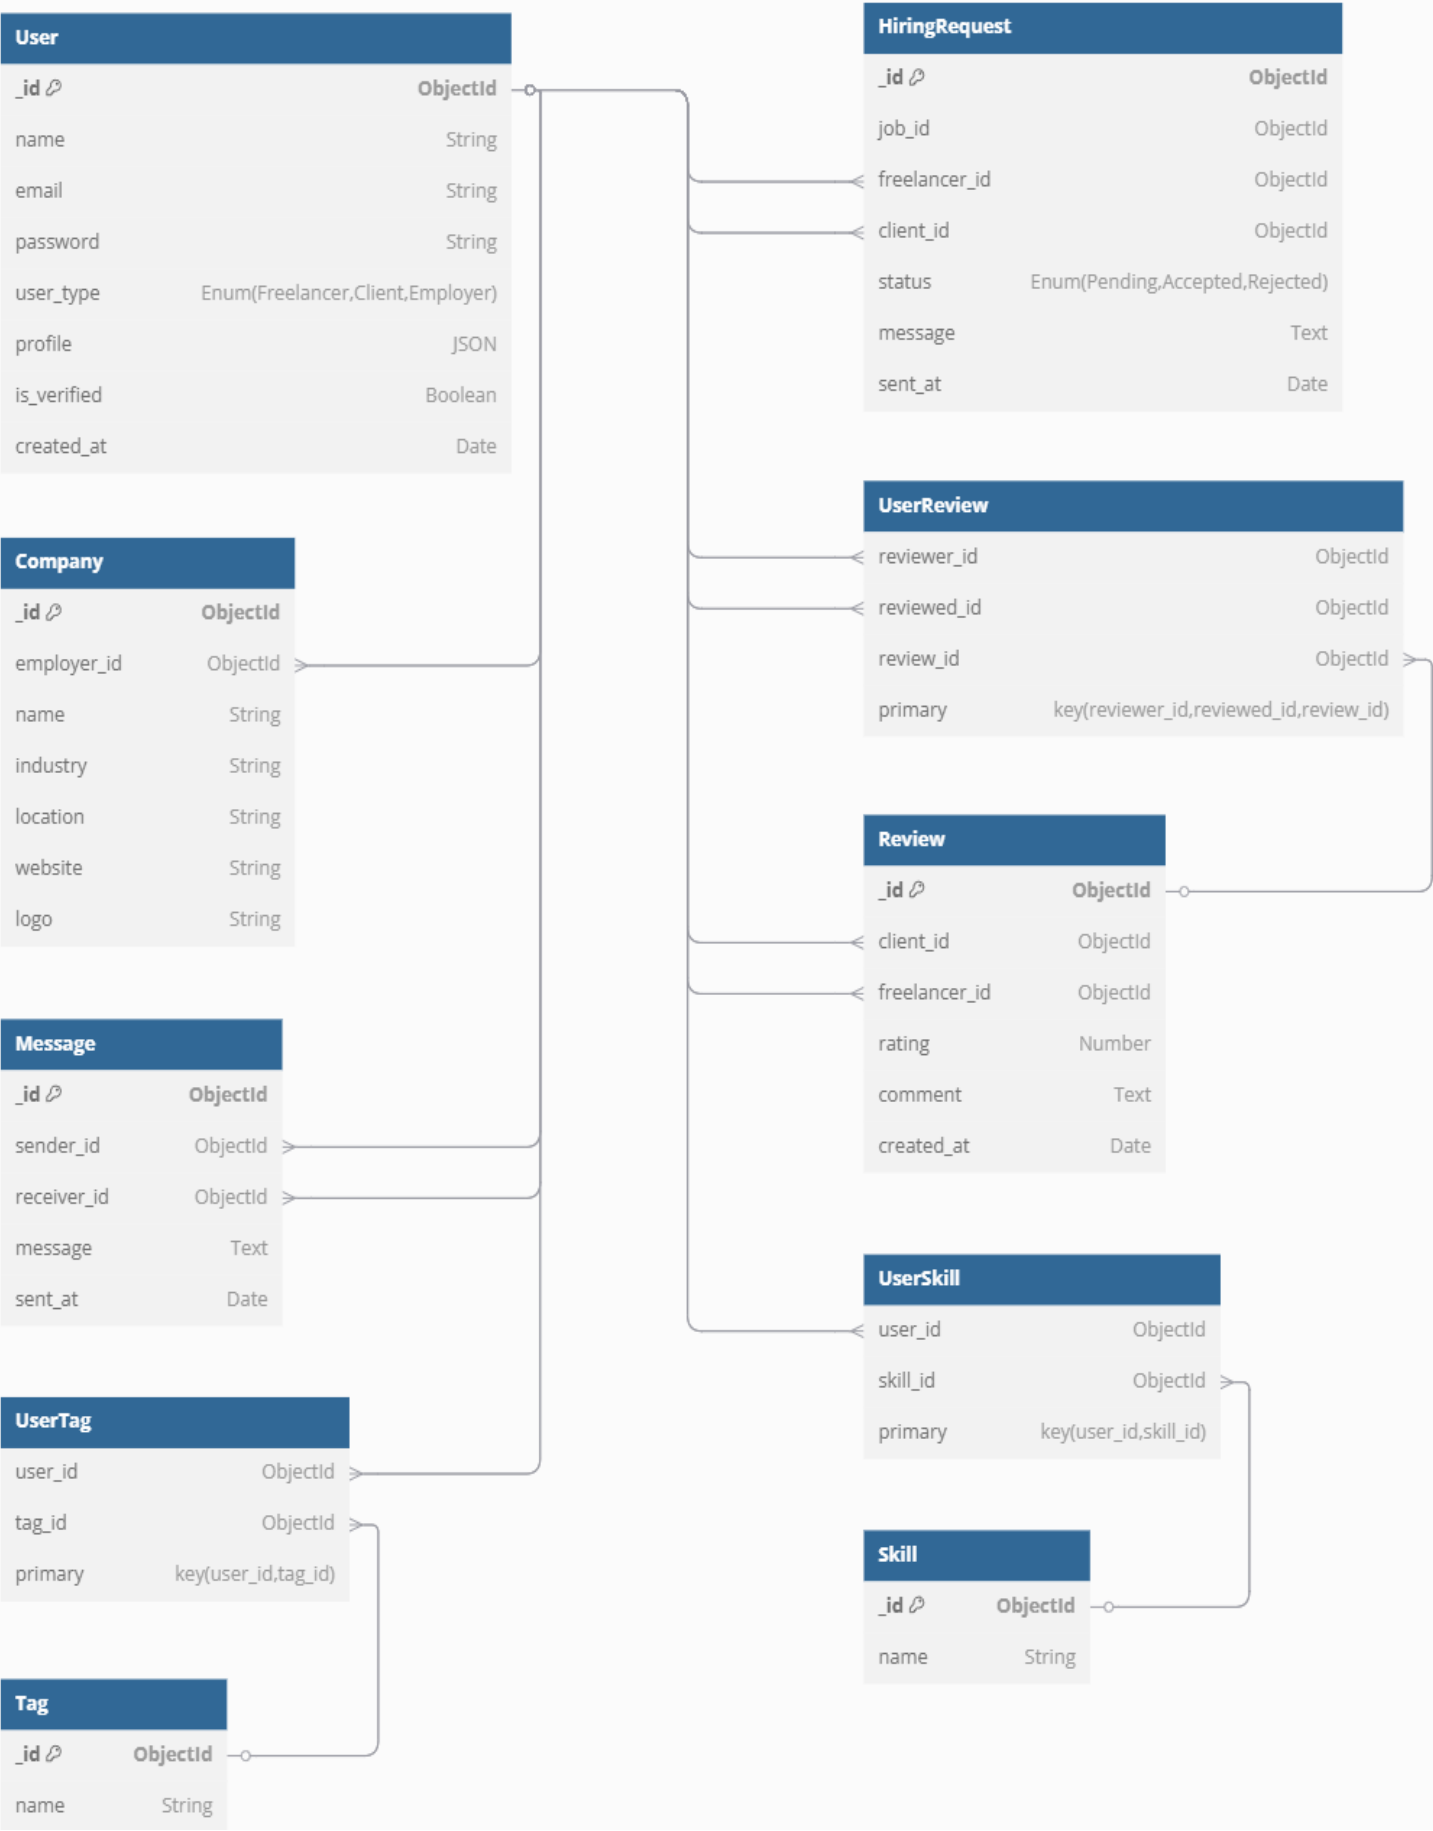 User
_id ObjectId
name String
email String
password String
user_type Enum(Freelancer,Client,Employer)
profile JSON
is_verified Boolean
created_at Date
Company
_id ObjectId
employer_id ObjectId
name String
industry String
location String
website String
logo String
Message
_id ObjectId
sender_id ObjectId
receiver_id ObjectId
message Text
sent_at Date
UserTag
user_id ObjectId
tag_id ObjectId
primary key(user_id,tag_id)
Tag
_id ObjectId
name String
HiringRequest
_id ObjectId
job_id ObjectId
freelancer_id ObjectId
client_id ObjectId
status Enum(Pending,Accepted,Rejected)
message Text
sent_at Date
UserReview
reviewer_id ObjectId
reviewed_id ObjectId
review_id ObjectId
primary key(reviewer_id,reviewed_id,review_id)
Review
_id ObjectId
client_id ObjectId
freelancer_id ObjectId
rating Number
comment Text
created_at Date
UserSkill
user_id ObjectId
skill_id ObjectId
primary key(user_id,skill_id)
Skill
_id ObjectId
name String